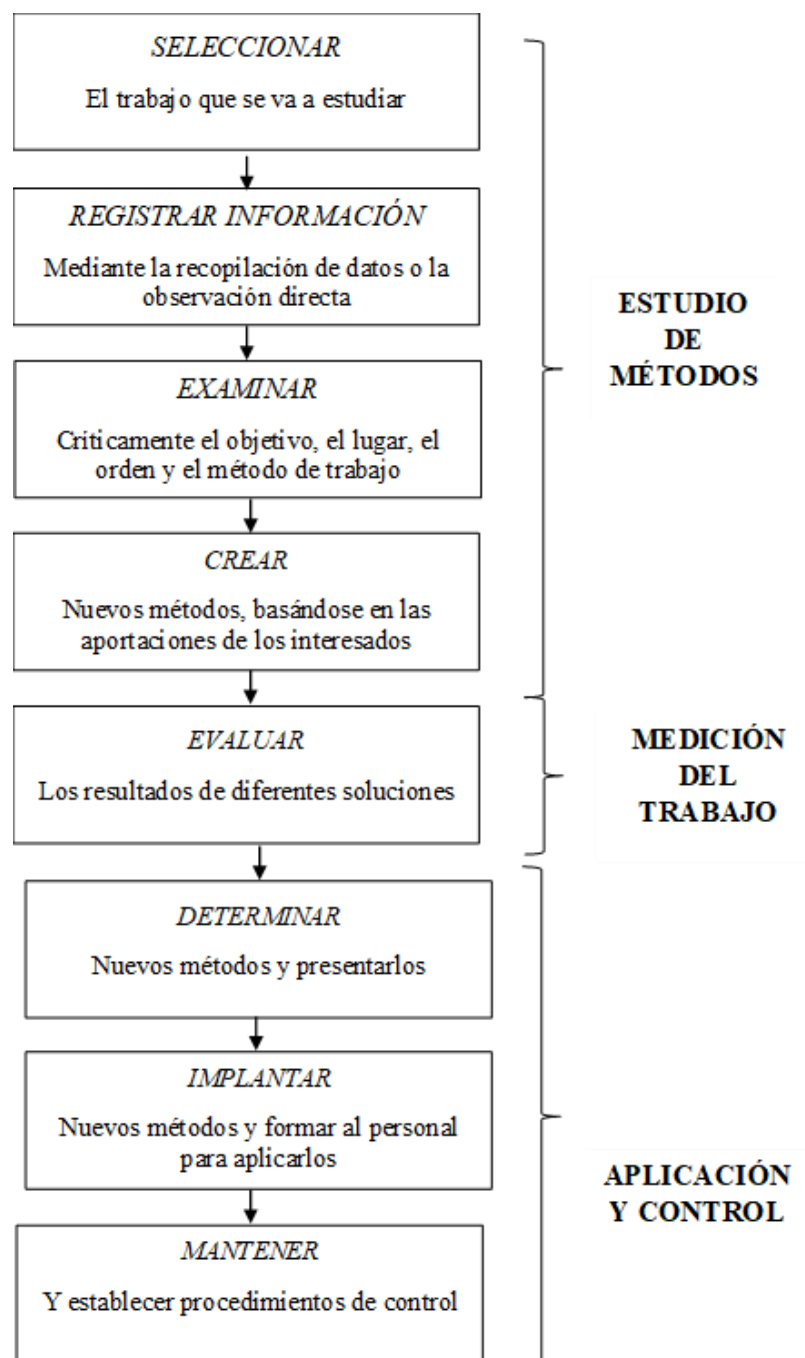 SELECCIONAR
El trabajo que se va a estudiar
REGISTRAR INFORMACIÓN
Mediante la recopilación de datos o la
observación directa
EXAMINAR
Criticamente el objetivo, el lugar, el
orden y el método de trabajo
CREAR
Nuevos métodos, basándose en las
aportaciones de los interesados
ESTUDIO
DE
MÉTODOS
EVALUAR
Los resultados de diferentes soluciones
MEDICIÓN
DEL
TRABAJO
DETERMINAR
Nuevos métodos y presentarlos
IMPLANTAR
Nuevos métodos y formar al personal
para aplicarlos
MANTENER
Y establecer procedimientos de control
APLICACIÓN
Y CONTROL